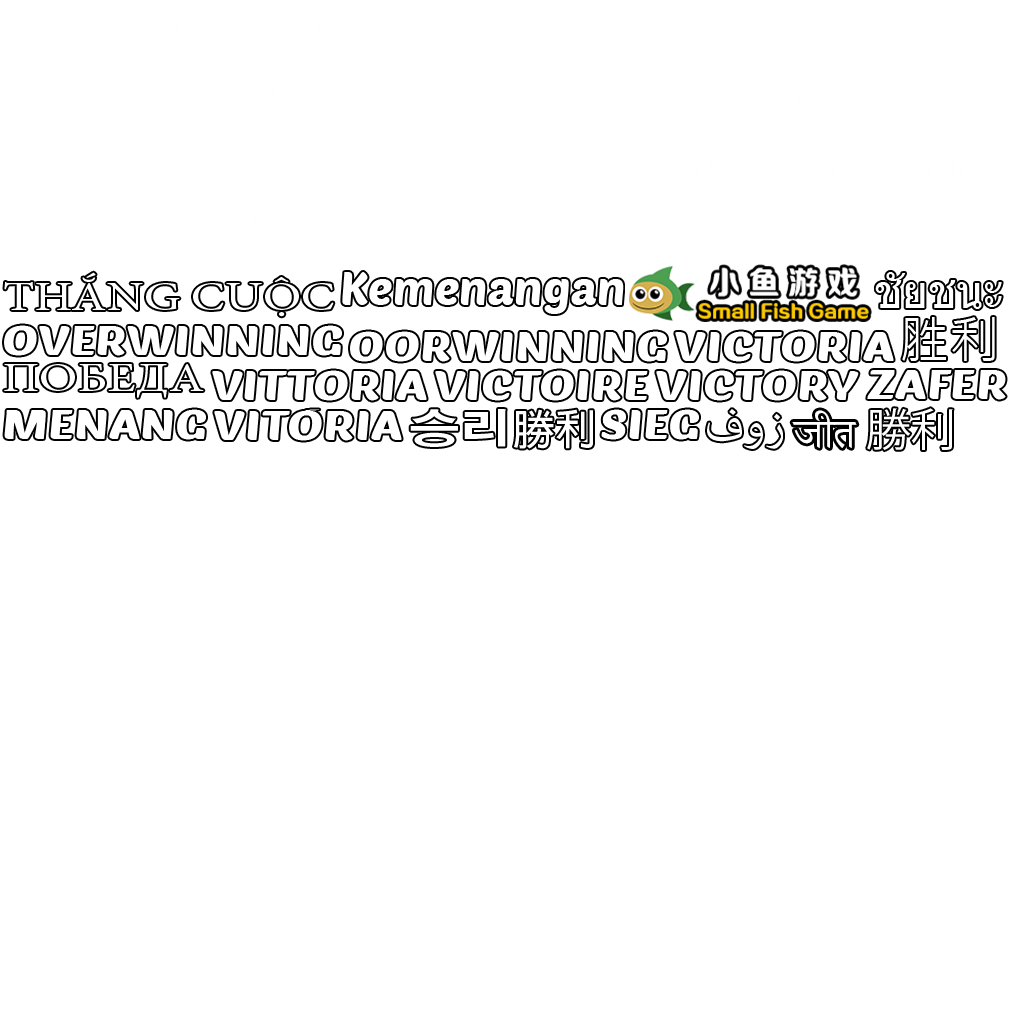 THẮNG CUỘC Kemenangan 小鱼游戏 ชัยชนะ
Small Fish Game
OVERWINNING OORWINNING VICTORIA 胜利
ПОБЕДА VITTORIA VICTOIRE VICTORY ZAFER
MENANG VITÓRIA 승리 勝利 SIEG زوف जीत 勝利